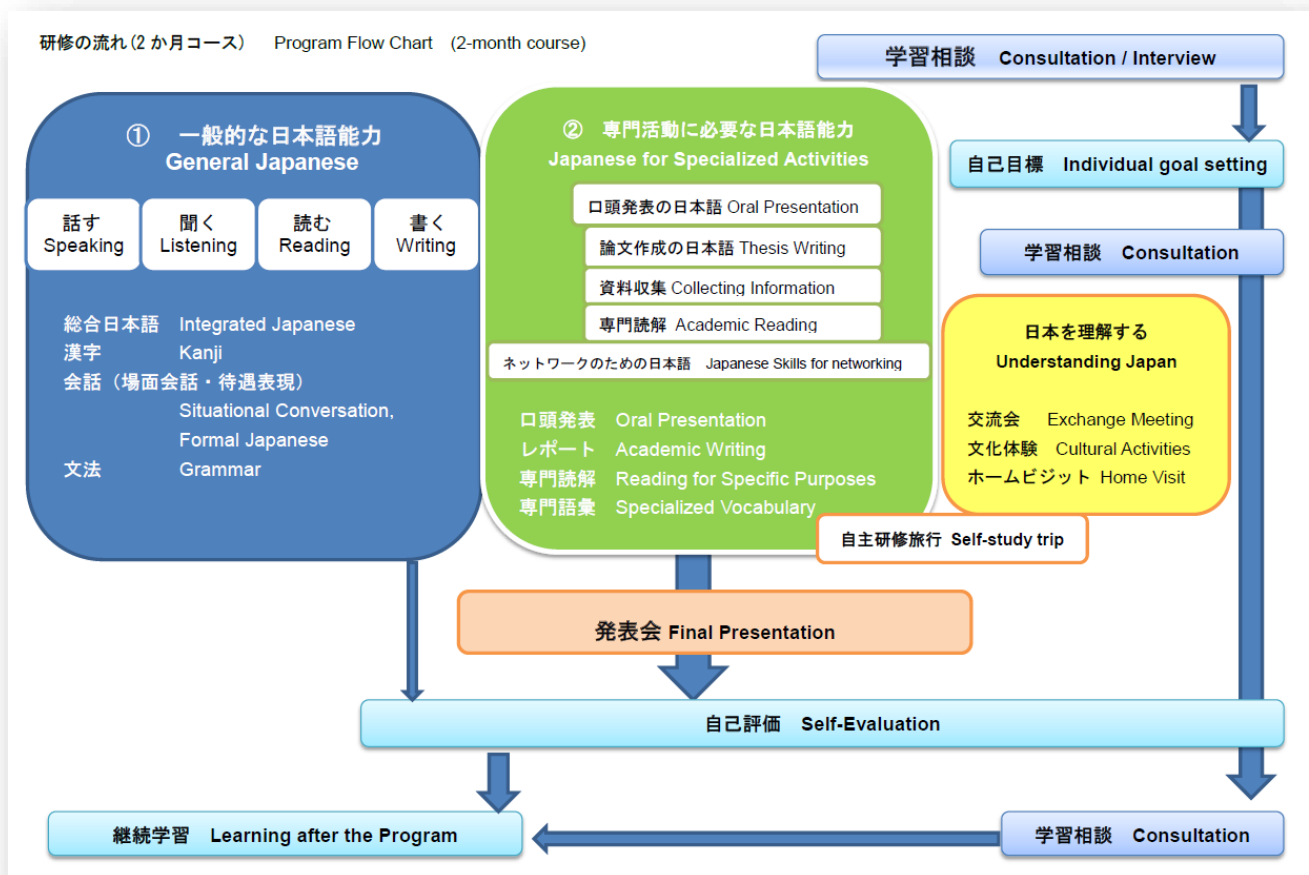 研修の流れ(2か月コース) Program Flow Chart (2-month course)
学習相談 Consultation / Interview
① 一般的な日本語能力
General Japanese
話す
Speaking
聞く
Listening
読む
Reading
書く
Writing
総合日本語 Integrated Japanese
漢字 Kanji
会話（場面会話・待遇表現）
Situational Conversation,
Formal Japanese
文法 Grammar
② 専門活動に必要な日本語能力
Japanese for Specialized Activities
口頭発表の日本語 Oral Presentation
論文作成の日本語 Thesis Writing
資料収集 Collecting Information
専門読解 Academic Reading
ネットワークのための日本語 Japanese Skills for networking
口頭発表 Oral Presentation
レポート Academic Writing
専門読解 Reading for Specific Purposes
専門語彙 Specialized Vocabulary
自己目標 Individual goal setting
学習相談 Consultation
日本を理解する
Understanding Japan
交流会 Exchange Meeting
文化体験 Cultural Activities
ホームビジット Home Visit
自主研修旅行 Self-study trip
発表会 Final Presentation
自己評価 Self-Evaluation
継続学習 Learning after the Program
学習相談 Consultation